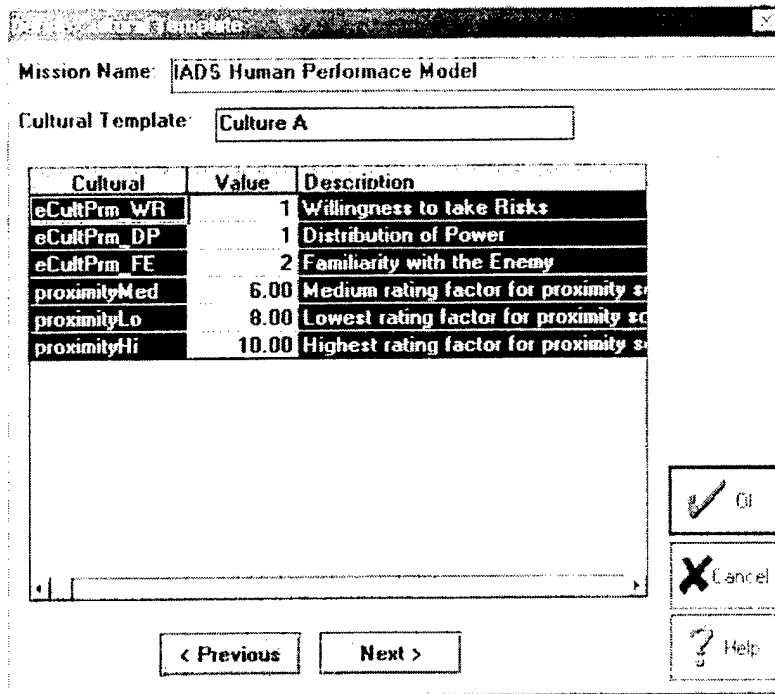 Mission Name: IADS Human Performace Model
Cultural Template: Culture A
Cultural Value Description
eCultPrm_WR 1 Willingness to take Risks
eCultPrm_DP 1 Distribution of Power
eCultPrm_FE 2 Familiarity with the Enemy
proximityMed 6.00 Medium rating factor for proximity
proximityLo 8.00 Lowest rating factor for proximity sc
proximityHi 10.00 Highest rating factor for proximity
Cancel
Help
< Previous Next >